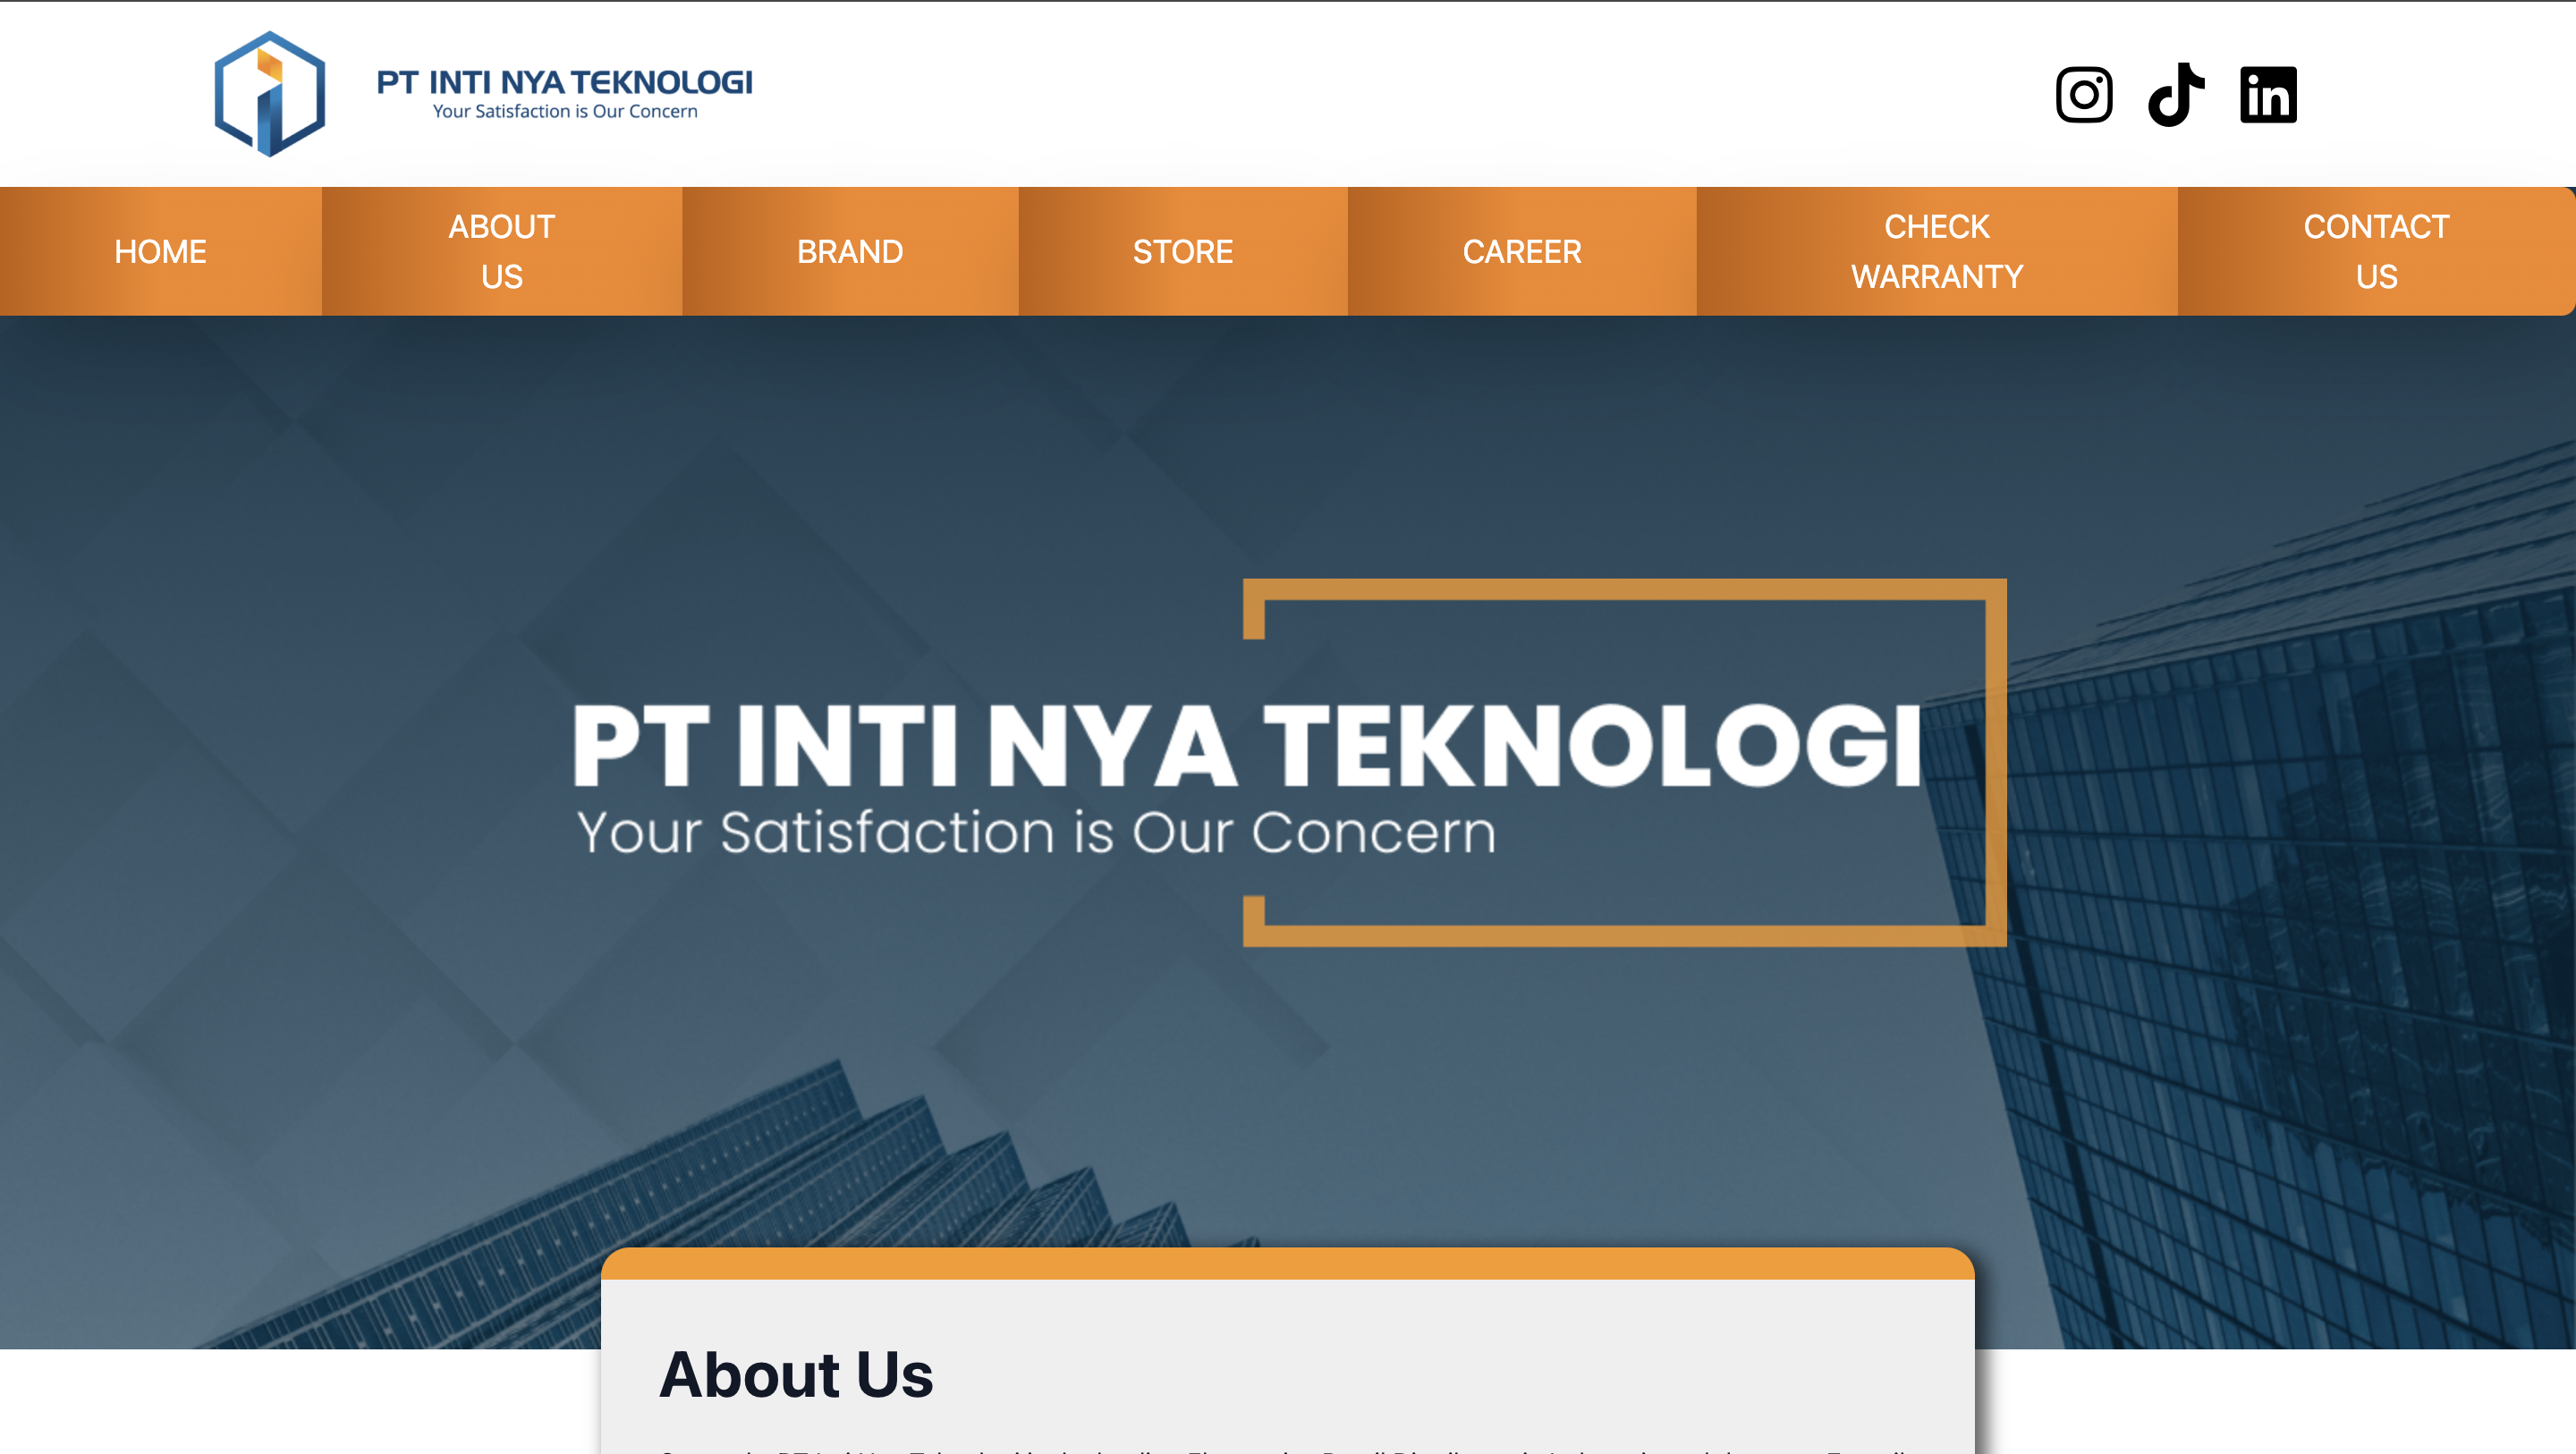 PT INTI NYA TEKNOLOGI
Your Satisfaction is Our Concern
HOME
ABOUT
US
BRAND
STORE
CAREER
CHECK
WARRANTY
CONTACT
US
PT INTI NYA TEKNOLOGI
Your Satisfaction is Our Concern
About Us